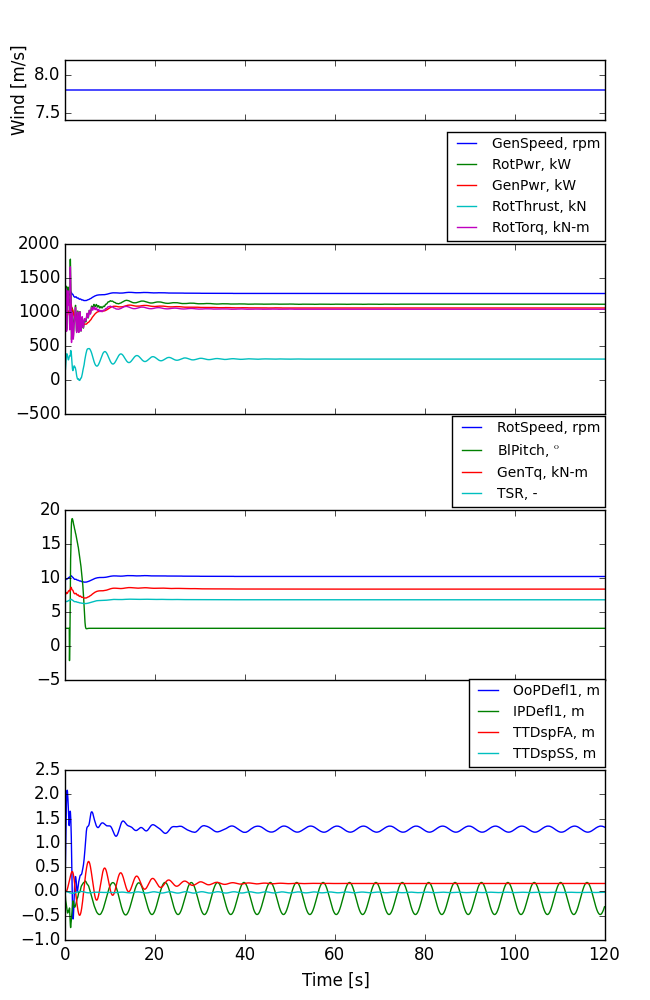 Wind [m/s]
8.0
7.5
GenSpeed, rpm
RotPwr, kW
GenPwr, kW
RotThrust, kN
RotTorq, kN-m
2000
1500
1000
500
0
−500
RotSpeed, rpm
BlPitch, °
GenTq, kN-m
TSR, -
20
15
10
5
0
−5
OoPDefl1, m
IPDefl1, m
TTDspFA, m
TTDspSS, m
2.5
2.0
1.5
1.0
0.5
0.0
−0.5
−1.0
0 20 40 60 80 100 120
Time [s]